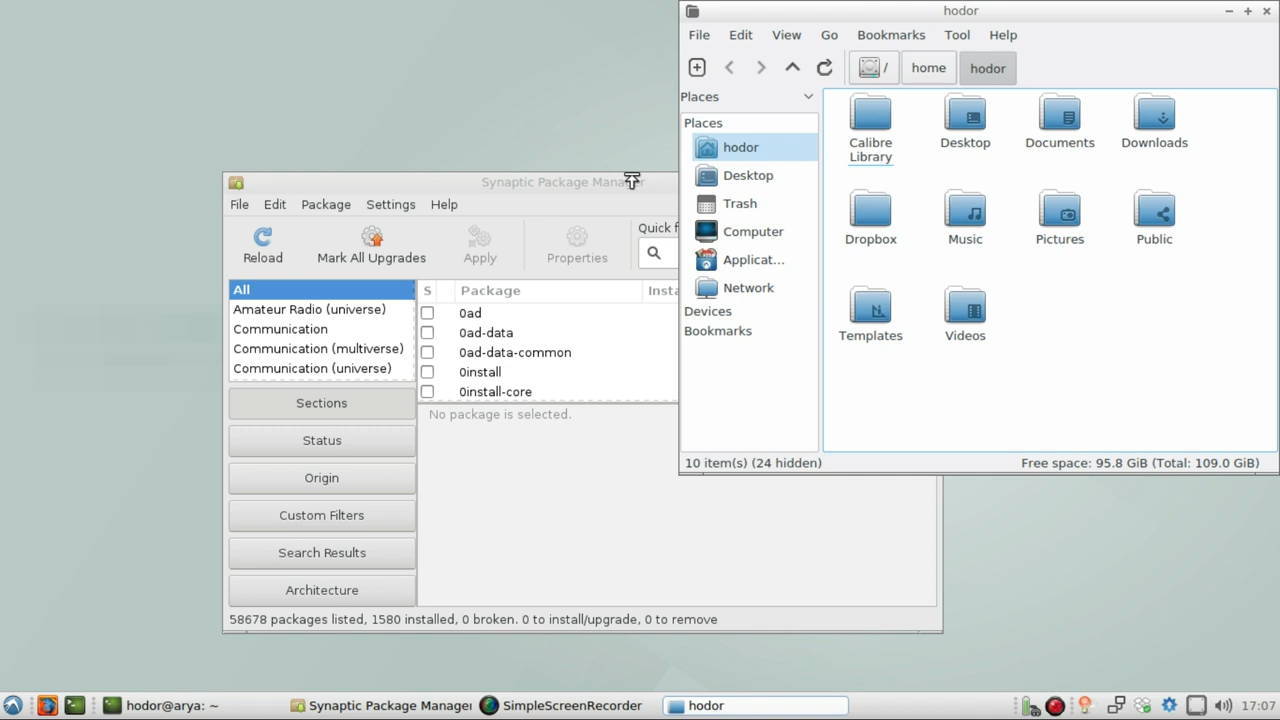 hodor
File Edit View Go Bookmarks Tool Help
/ home hodor
Places
Places
hodor
Desktop
Trash
Computer
Applicat...
Network
Devices
Bookmarks
Calibre
Library
Desktop
Documents
Downloads
Dropbox
Music
Pictures
Public
Templates
Videos
10 item(s) (24 hidden)
Free space: 95.8 GiB (Total: 109.0 GiB)
Synaptic Package Manager
File Edit Package Settings Help
Reload
Mark All Upgrades
Apply
Properties
Quick f
All
Amateur Radio (universe)
Communication
Communication (multiverse)
Communication (universe)
S Package Insta
0ad
0ad-data
0ad-data-common
0install
0install-core
No package is selected.
Sections
Status
Origin
Custom Filters
Search Results
Architecture
58678 packages listed, 1580 installed, 0 broken. 0 to install/upgrade, 0 to remove
hodor@arya: ~
Synaptic Package Manager
SimpleScreenRecorder
hodor
17:07